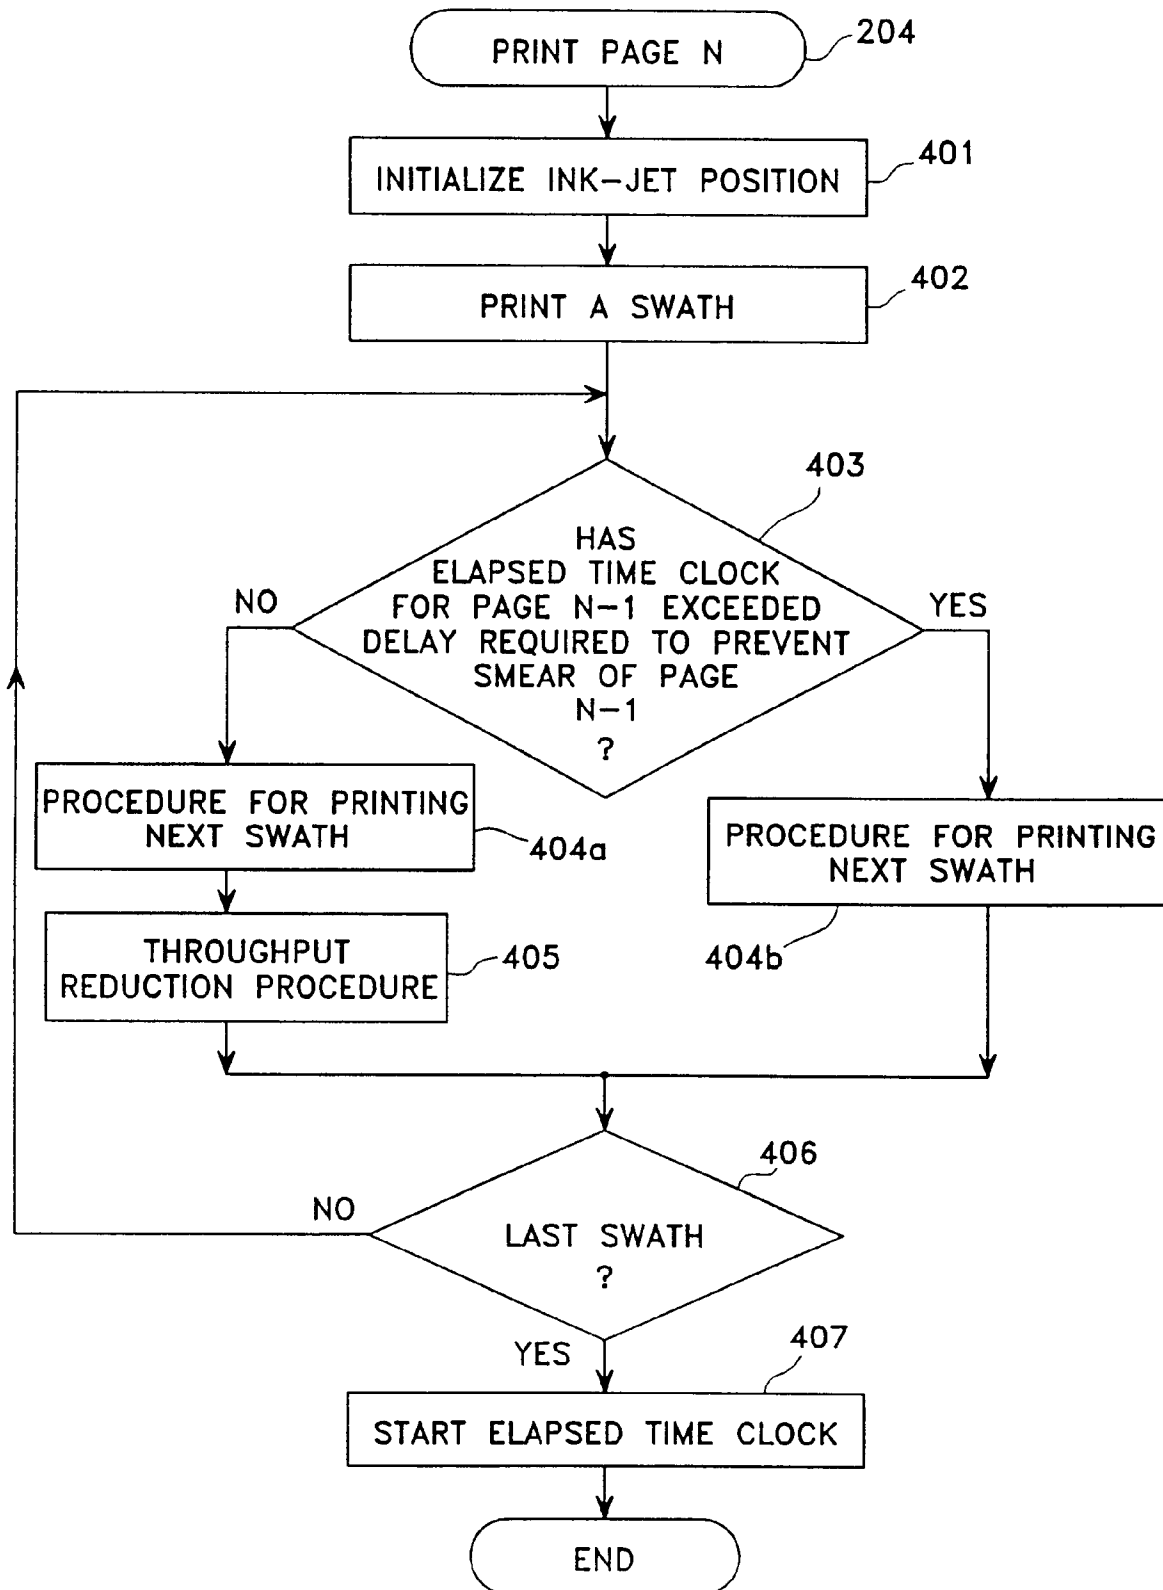 PRINT PAGE N
204
INITIALIZE INK-JET POSITION
401
PRINT A SWATH
402
403
HAS
ELAPSED TIME CLOCK
FOR PAGE N-1 EXCEEDED
DELAY REQUIRED TO PREVENT
SMEAR OF PAGE
N-1
?
NO
YES
PROCEDURE FOR PRINTING
NEXT SWATH
404a
PROCEDURE FOR PRINTING
NEXT SWATH
404b
THROUGHPUT
REDUCTION PROCEDURE
405
406
LAST SWATH
?
NO
YES
407
START ELAPSED TIME CLOCK
END